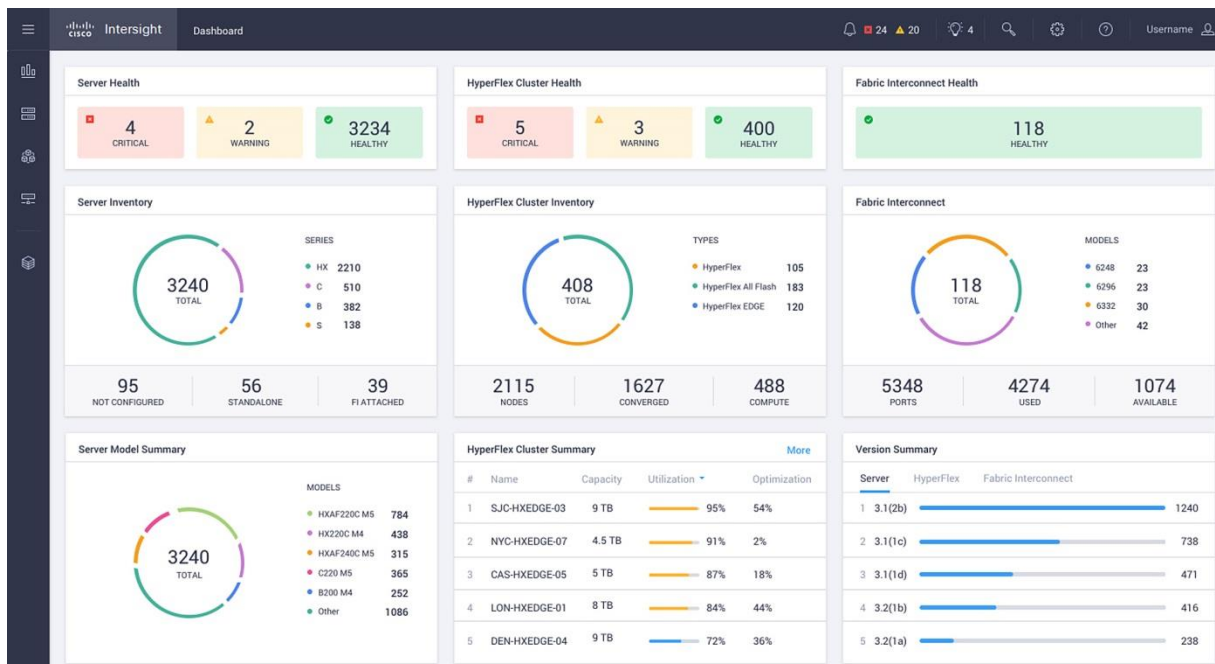 cisco Intersight Dashboard 24 20 4 Username
Server Health
4 CRITICAL 2 WARNING 3234 HEALTHY
HyperFlex Cluster Health
5 CRITICAL 3 WARNING 400 HEALTHY
Fabric Interconnect Health
118 HEALTHY
Server Inventory
3240
TOTAL
SERIES
HX 2210
C 510
B 382
S 138
95 56 39
NOT CONFIGURED STANDALONE FI ATTACHED
HyperFlex Cluster Inventory
408
TOTAL
TYPES
HyperFlex 105
HyperFlex All Flash 183
HyperFlex EDGE 120
2115 1627 488
NODES CONVERGED COMPUTE
Fabric Interconnect
118
TOTAL
MODELS
6248 23
6296 23
6332 30
Other 42
5348 4274 1074
PORTS USED AVAILABLE
Server Model Summary
3240
TOTAL
MODELS
HXAF220C M5 784
HX220C M4 438
HXAF240C M5 315
C220 M5 365
B200 M4 252
Other 1086
HyperFlex Cluster Summary More
# Name Capacity Utilization Optimization
1 SJC-HXEDGE-03 9 TB 95% 54%
2 NYC-HXEDGE-07 4.5 TB 91% 2%
3 CAS-HXEDGE-05 5 TB 87% 18%
4 LON-HXEDGE-01 8 TB 84% 44%
5 DEN-HXEDGE-04 9 TB 72% 36%
Version Summary
Server HyperFlex Fabric Interconnect
1 3.1(2b) 1240
2 3.1(1c) 738
3 3.1(1d) 471
4 3.2(1b) 416
5 3.2(1a) 238